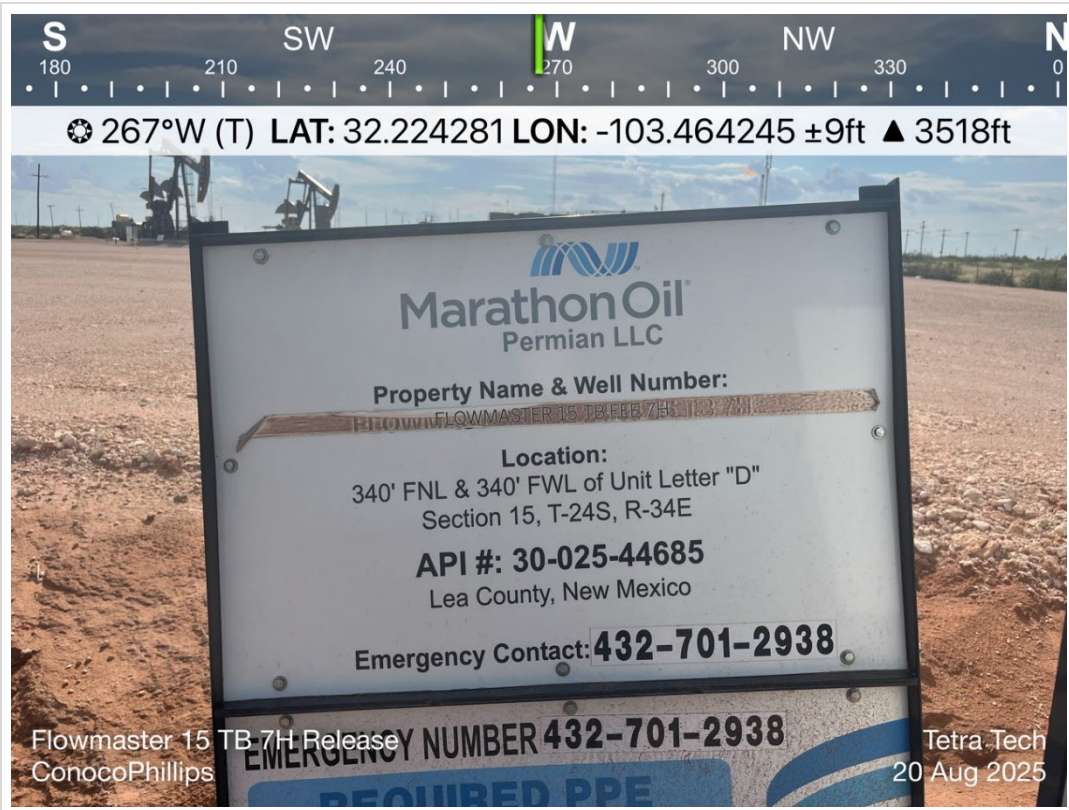 S SW W NW N
180 210 240 270 300 330 0
267°W (T) LAT: 32.224281 LON: -103.464245 ±9ft ▲ 3518ft
Marathon Oil
Permian LLC
Property Name & Well Number:
FLOWMASTER 15 TB FEE 7H
Location:
340' FNL & 340' FWL of Unit Letter "D"
Section 15, T-24S, R-34E
API #: 30-025-44685
Lea County, New Mexico
Emergency Contact: 432-701-2938
EMERGENCY NUMBER 432-701-2938
REQUIRED PPE
Flowmaster 15 TB 7H Release
ConocoPhillips
Tetra Tech
20 Aug 2025